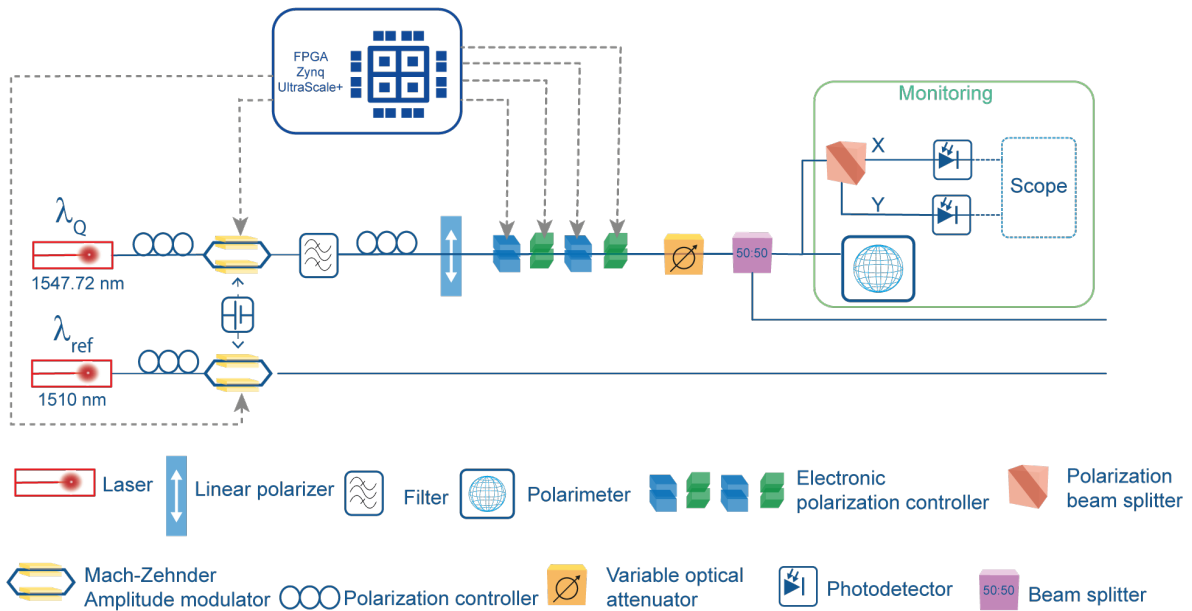 FPGA
Zynq
UltraScale+
Monitoring
X
Y
Scope
λQ
1547.72 nm
50:50
λref
1510 nm
Laser
Linear polarizer
Filter
Polarimeter
Electronic
polarization controller
Polarization
beam splitter
Mach-Zehnder
Amplitude modulator
Polarization controller
Variable optical
attenuator
Photodetector
50:50
Beam splitter